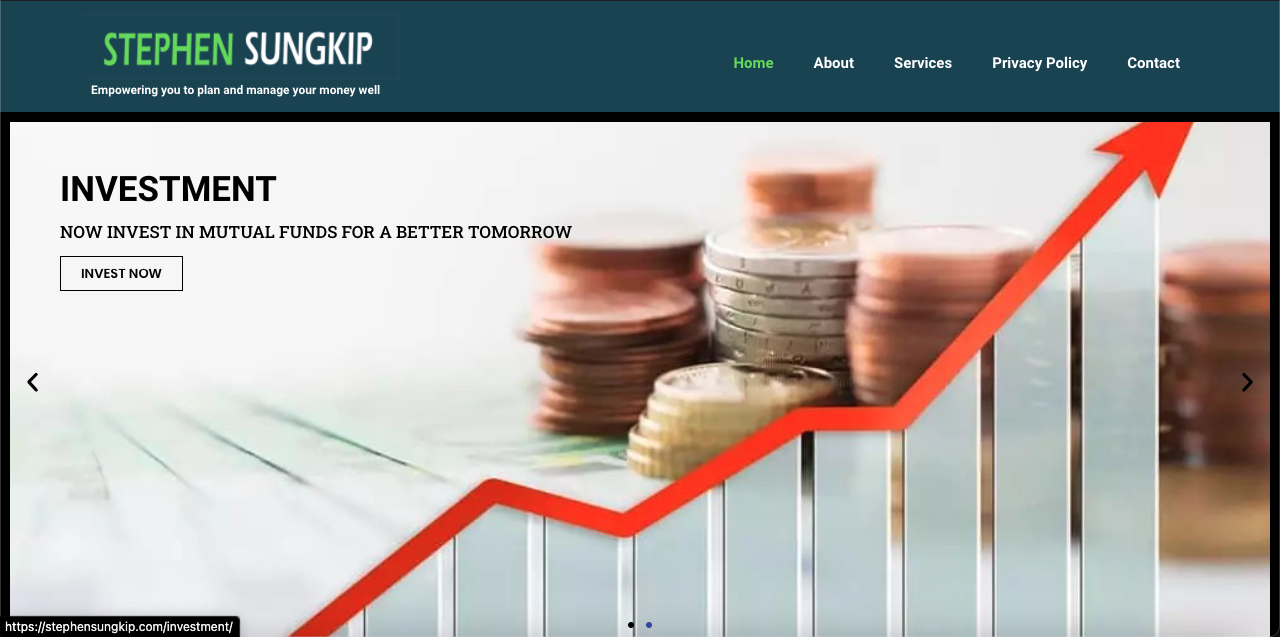 STEPHEN SUNGKIP
Empowering you to plan and manage your money well
Home About Services Privacy Policy Contact
INVESTMENT
NOW INVEST IN MUTUAL FUNDS FOR A BETTER TOMORROW
INVEST NOW
https://stephensungkip.com/investment/